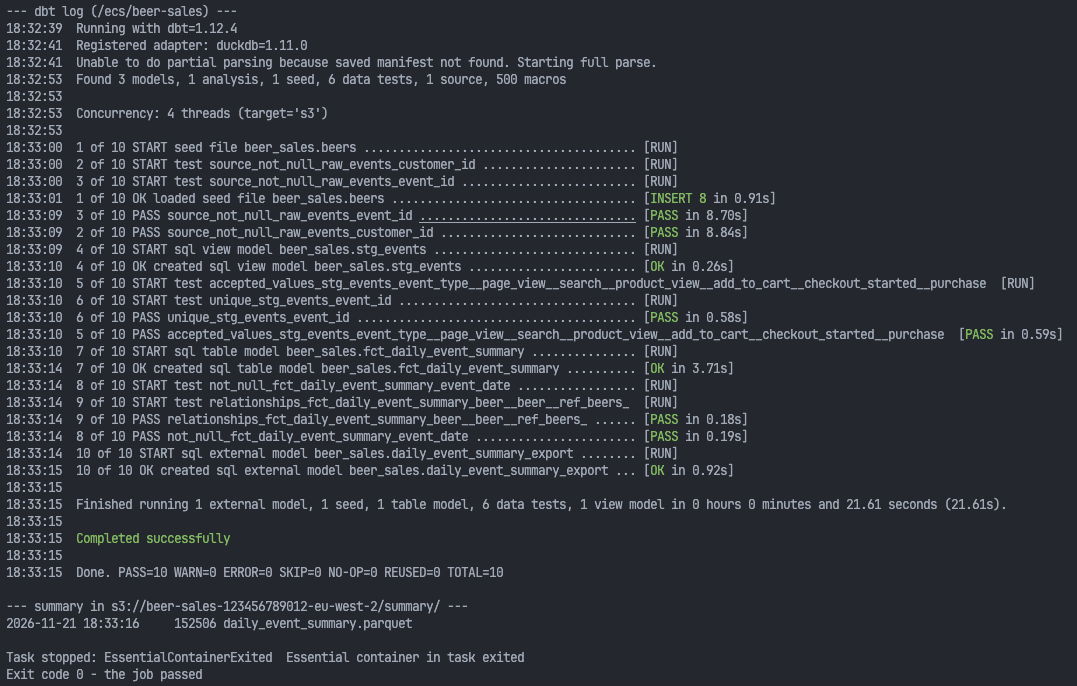 --- dbt log (/ecs/beer-sales) ---
18:32:39  Running with dbt=1.12.4
18:32:41  Registered adapter: duckdb=1.11.0
18:32:41  Unable to do partial parsing because saved manifest not found. Starting full parse.
18:32:53  Found 3 models, 1 analysis, 1 seed, 6 data tests, 1 source, 500 macros
18:32:53
18:32:53  Concurrency: 4 threads (target='s3')
18:32:53
18:33:00  1 of 10 START seed file beer_sales.beers ....................................... [RUN]
18:33:00  2 of 10 START test source_not_null_raw_events_customer_id ...................... [RUN]
18:33:00  3 of 10 START test source_not_null_raw_events_event_id ......................... [RUN]
18:33:01  1 of 10 OK loaded seed file beer_sales.beers ................................... [INSERT 8 in 0.91s]
18:33:09  3 of 10 PASS source_not_null_raw_events_event_id ............................... [PASS in 8.70s]
18:33:09  2 of 10 PASS source_not_null_raw_events_customer_id ............................ [PASS in 8.84s]
18:33:09  4 of 10 START sql view model beer_sales.stg_events ............................. [RUN]
18:33:10  4 of 10 OK created sql view model beer_sales.stg_events ........................ [OK in 0.26s]
18:33:10  5 of 10 START test accepted_values_stg_events_event_type__page_view__search__product_view__add_to_cart__checkout_started__purchase  [RUN]
18:33:10  6 of 10 START test unique_stg_events_event_id .................................. [RUN]
18:33:10  6 of 10 PASS unique_stg_events_event_id ........................................ [PASS in 0.58s]
18:33:10  5 of 10 PASS accepted_values_stg_events_event_type__page_view__search__product_view__add_to_cart__checkout_started__purchase  [PASS in 0.59s]
18:33:10  7 of 10 START sql table model beer_sales.fct_daily_event_summary ............... [RUN]
18:33:14  7 of 10 OK created sql table model beer_sales.fct_daily_event_summary .......... [OK in 3.71s]
18:33:14  8 of 10 START test not_null_fct_daily_event_summary_event_date ................. [RUN]
18:33:14  9 of 10 START test relationships_fct_daily_event_summary_beer__beer__ref_beers_  [RUN]
18:33:14  9 of 10 PASS relationships_fct_daily_event_summary_beer__beer__ref_beers_ ...... [PASS in 0.18s]
18:33:14  8 of 10 PASS not_null_fct_daily_event_summary_event_date ....................... [PASS in 0.19s]
18:33:14  10 of 10 START sql external model beer_sales.daily_event_summary_export ........ [RUN]
18:33:15  10 of 10 OK created sql external model beer_sales.daily_event_summary_export ... [OK in 0.92s]
18:33:15
18:33:15  Finished running 1 external model, 1 seed, 1 table model, 6 data tests, 1 view model in 0 hours 0 minutes and 21.61 seconds (21.61s).
18:33:15
18:33:15  Completed successfully
18:33:15
18:33:15  Done. PASS=10 WARN=0 ERROR=0 SKIP=0 NO-OP=0 REUSED=0 TOTAL=10

--- summary in s3://beer-sales-123456789012-eu-west-2/summary/ ---
2026-11-21 18:33:16     152506 daily_event_summary.parquet

Task stopped: EssentialContainerExited  Essential container in task exited
Exit code 0 - the job passed